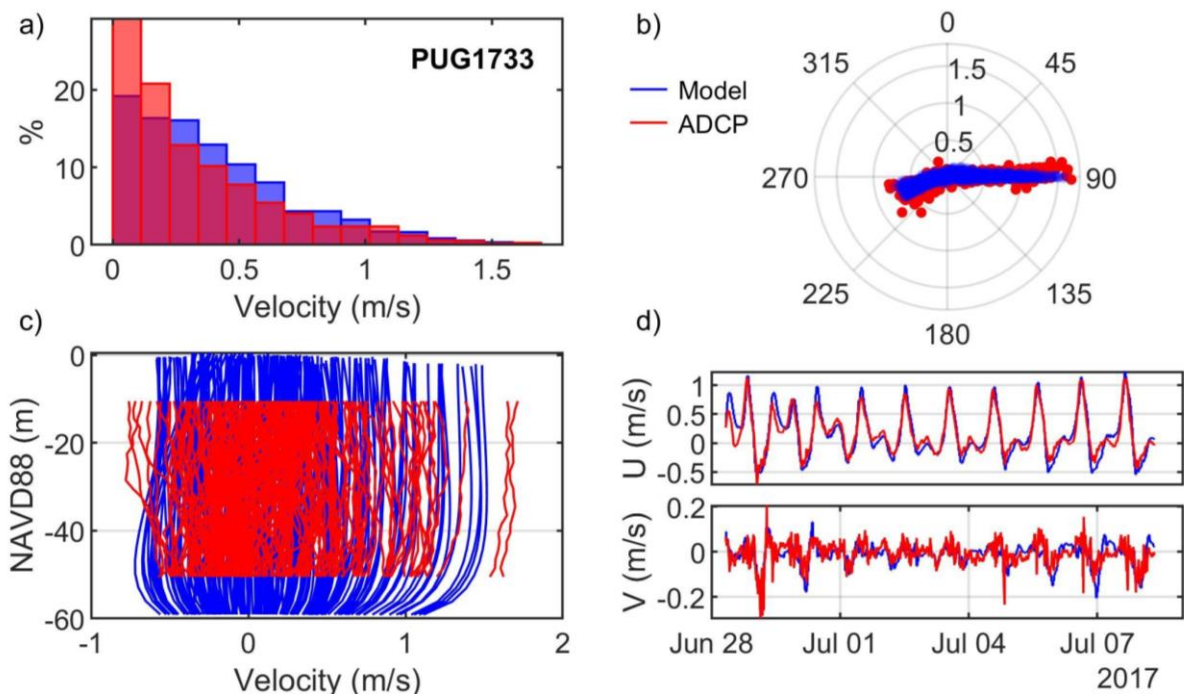 a)
PUG1733
%
20
10
0
0 0.5 1 1.5
Velocity (m/s)
b)
Model
ADCP
0
45
90
135
180
225
270
315
1.5
1
0.5
c)
NAVD88 (m)
0
-20
-40
-60
-1 0 1 2
Velocity (m/s)
d)
U (m/s)
1
0.5
0
-0.5
V (m/s)
0.2
0
-0.2
Jun 28 Jul 01 Jul 04 Jul 07
2017